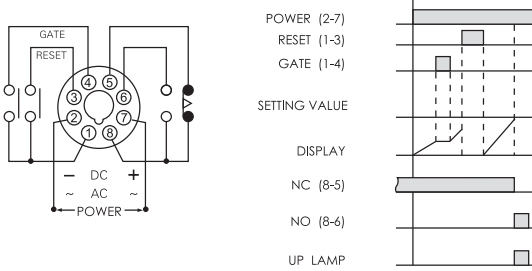 GATE
RESET
4 5
3 6
2 7
1 8
− DC +
~ AC ~
POWER
POWER (2-7)
RESET (1-3)
GATE (1-4)
SETTING VALUE
DISPLAY
NC (8-5)
NO (8-6)
UP LAMP